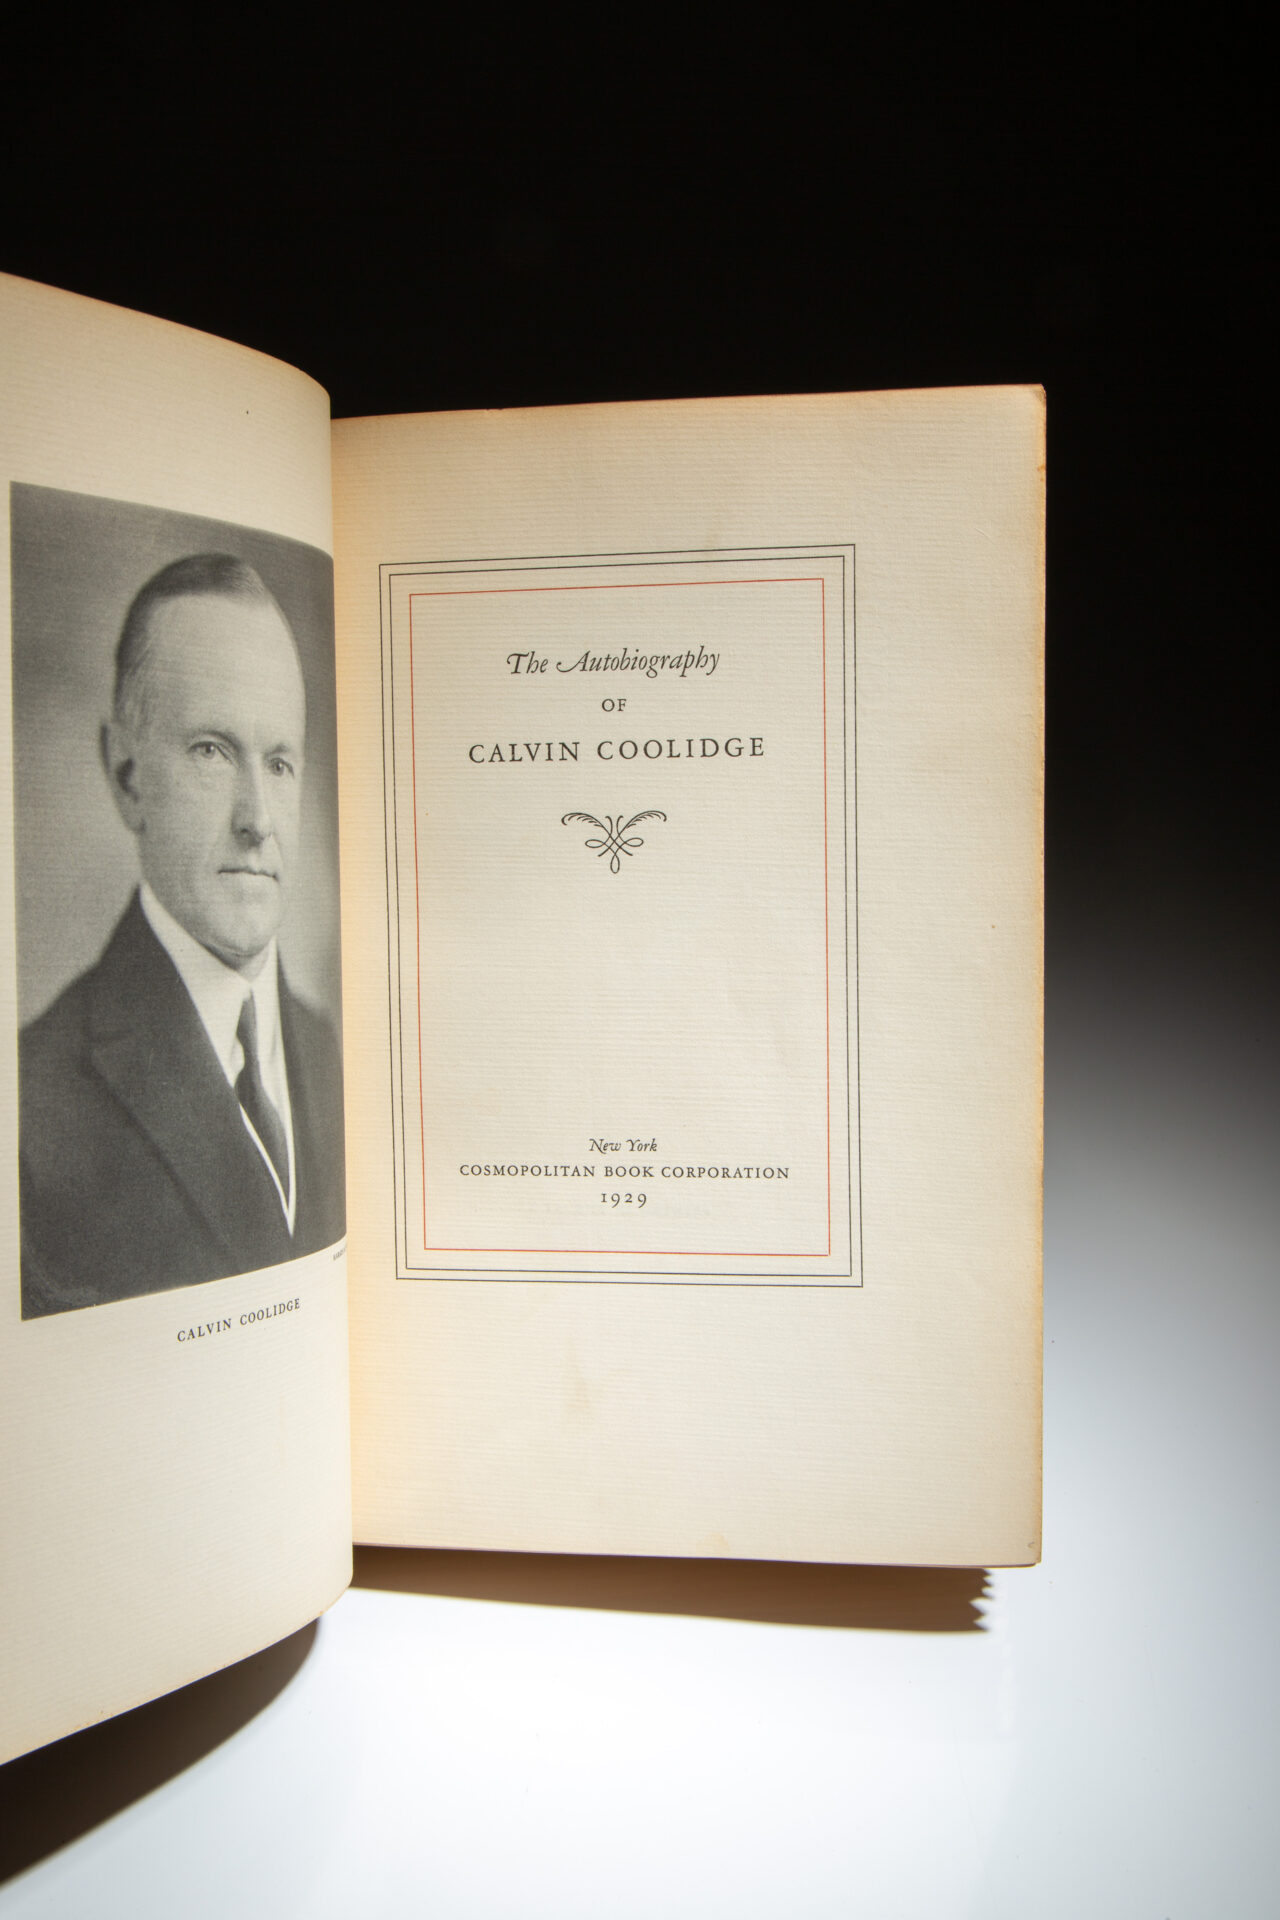 CALVIN COOLIDGE
The Autobiography
OF
CALVIN COOLIDGE
New York
COSMOPOLITAN BOOK CORPORATION
1929